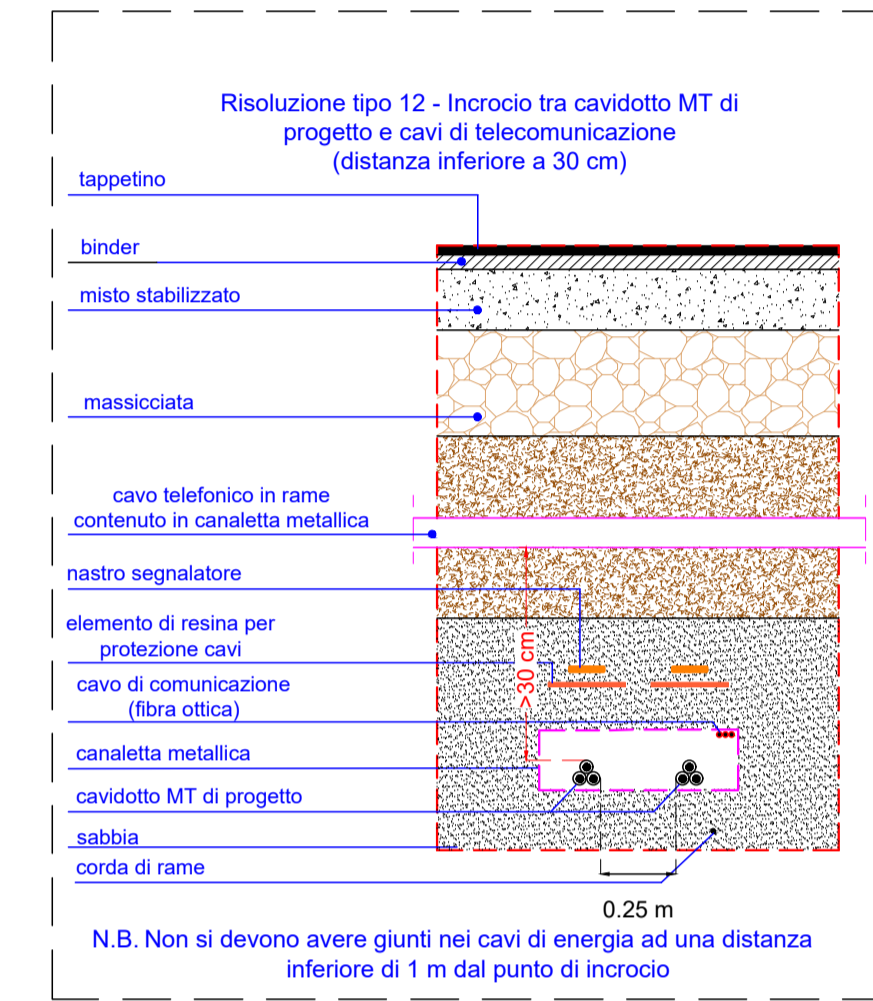 Risoluzione tipo 12 - Incrocio tra cavidotto MT di
progetto e cavi di telecomunicazione
(distanza inferiore a 30 cm)
tappetino
binder
misto stabilizzato
massicciata
cavo telefonico in rame
contenuto in canaletta metallica
nastro segnalatore
elemento di resina per
protezione cavi
cavo di comunicazione
(fibra ottica)
canaletta metallica
cavidotto MT di progetto
sabbia
corda di rame
>30 cm
0.25 m
N.B. Non si devono avere giunti nei cavi di energia ad una distanza
inferiore di 1 m dal punto di incrocio